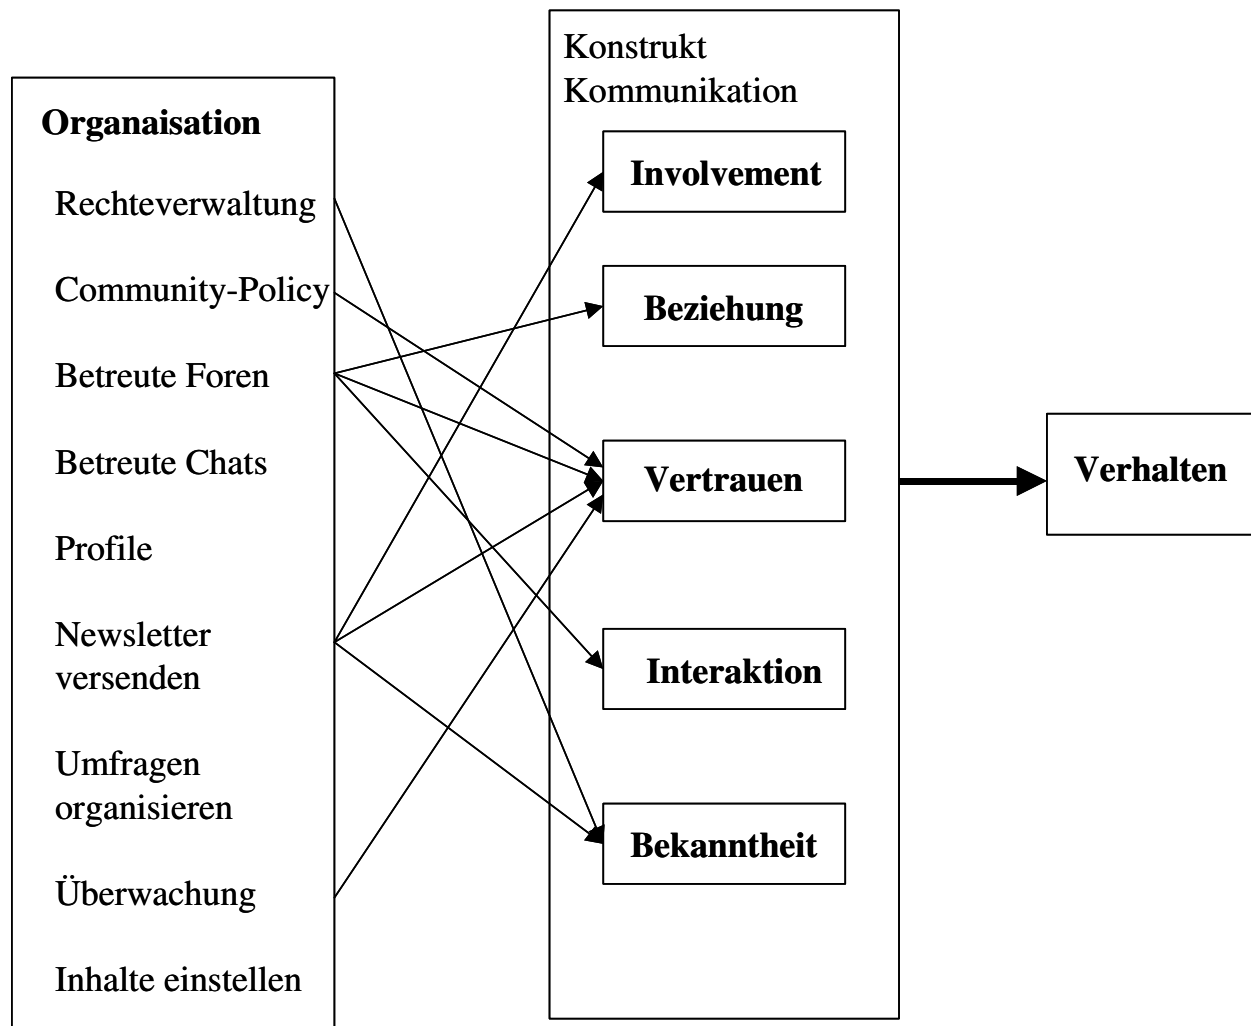 Organaisation
Rechteverwaltung
Community-Policy
Betreute Foren
Betreute Chats
Profile
Newsletter
versenden
Umfragen
organisieren
Überwachung
Inhalte einstellen
Konstrukt
Kommunikation
Involvement
Beziehung
Vertrauen
Interaktion
Bekanntheit
Verhalten